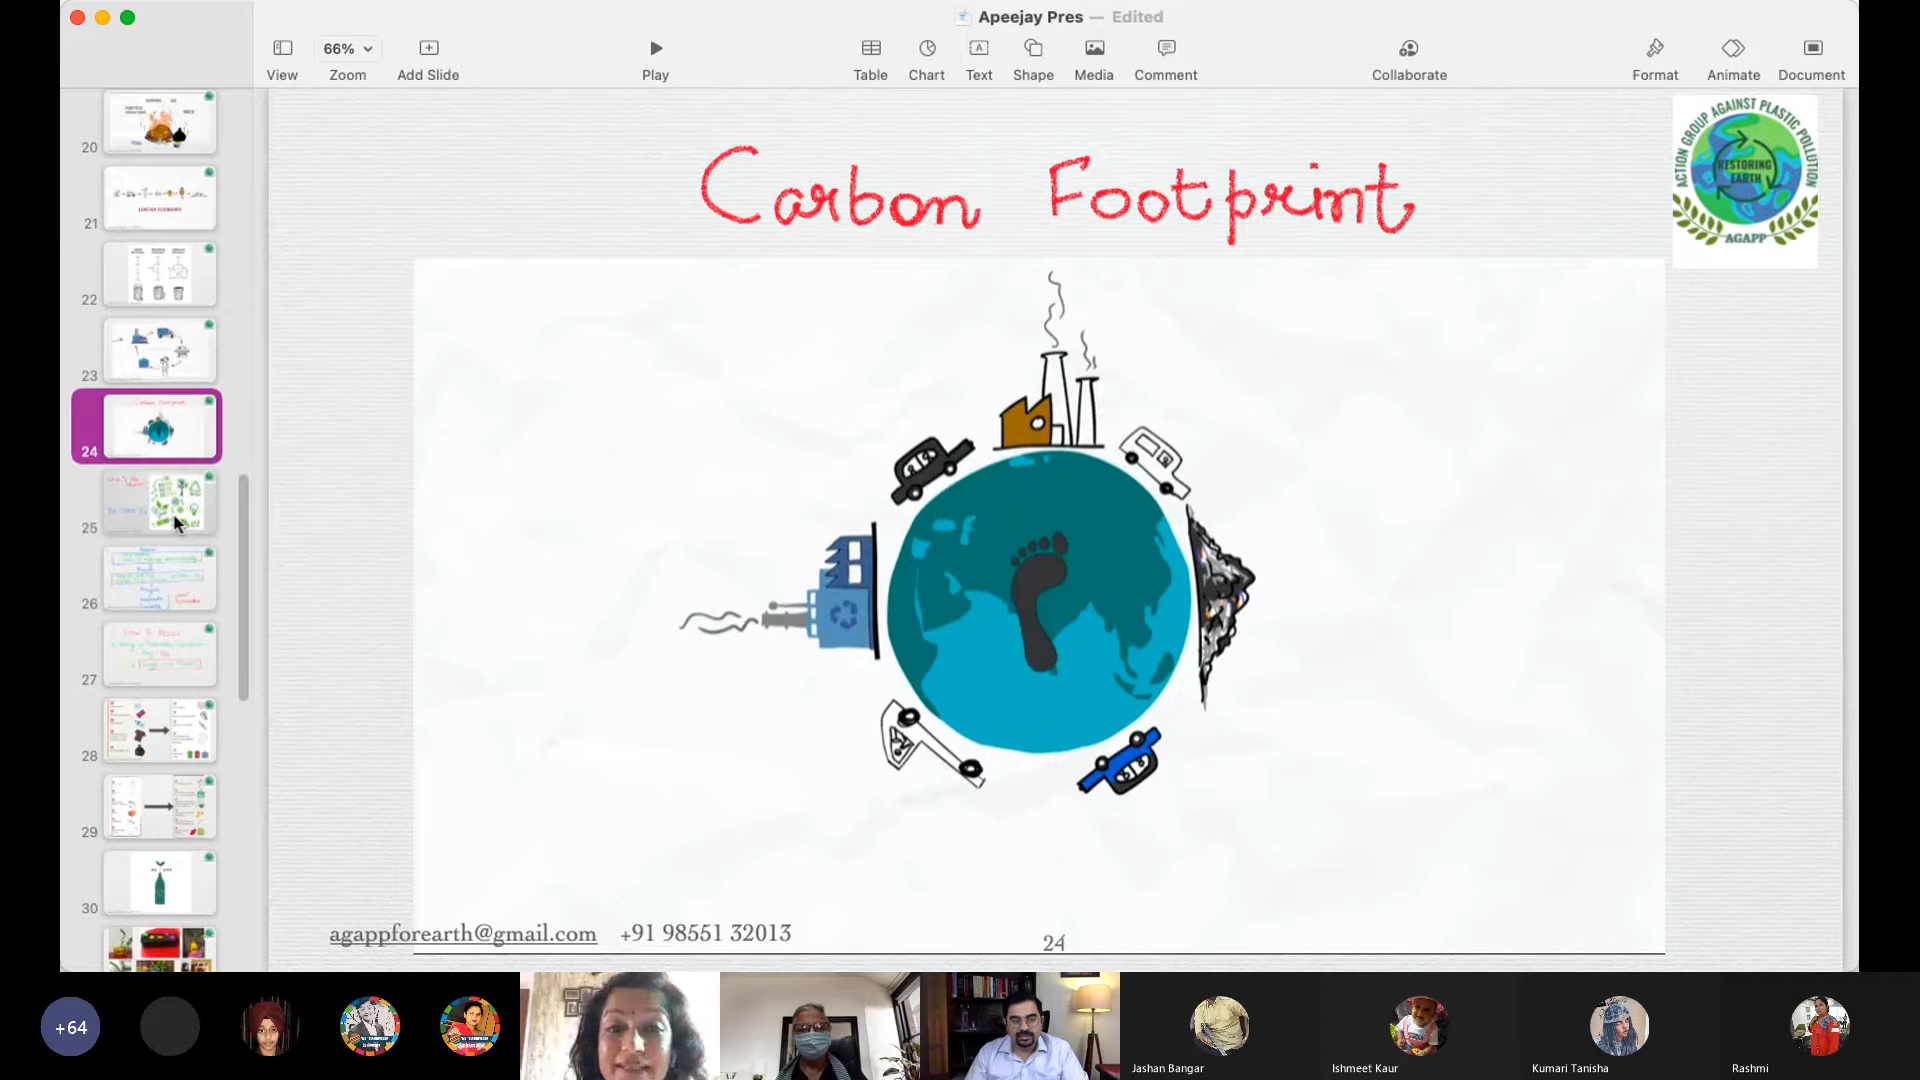 Apeejay Pres — Edited
66%
View
Zoom
Add Slide
Play
Table
Chart
Text
Shape
Media
Comment
Collaborate
Format
Animate
Document
20
21
LINEAR ECONOMY
22
23
24
25
26
27
28
29
30
Carbon Footprint
ACTION GROUP AGAINST PLASTIC POLLUTION
RESTORING
EARTH
AGAPP
agappforearth@gmail.com +91 98551 32013
24
+64
Jashan Bangar
Ishmeet Kaur
Kumari Tanisha
Rashmi